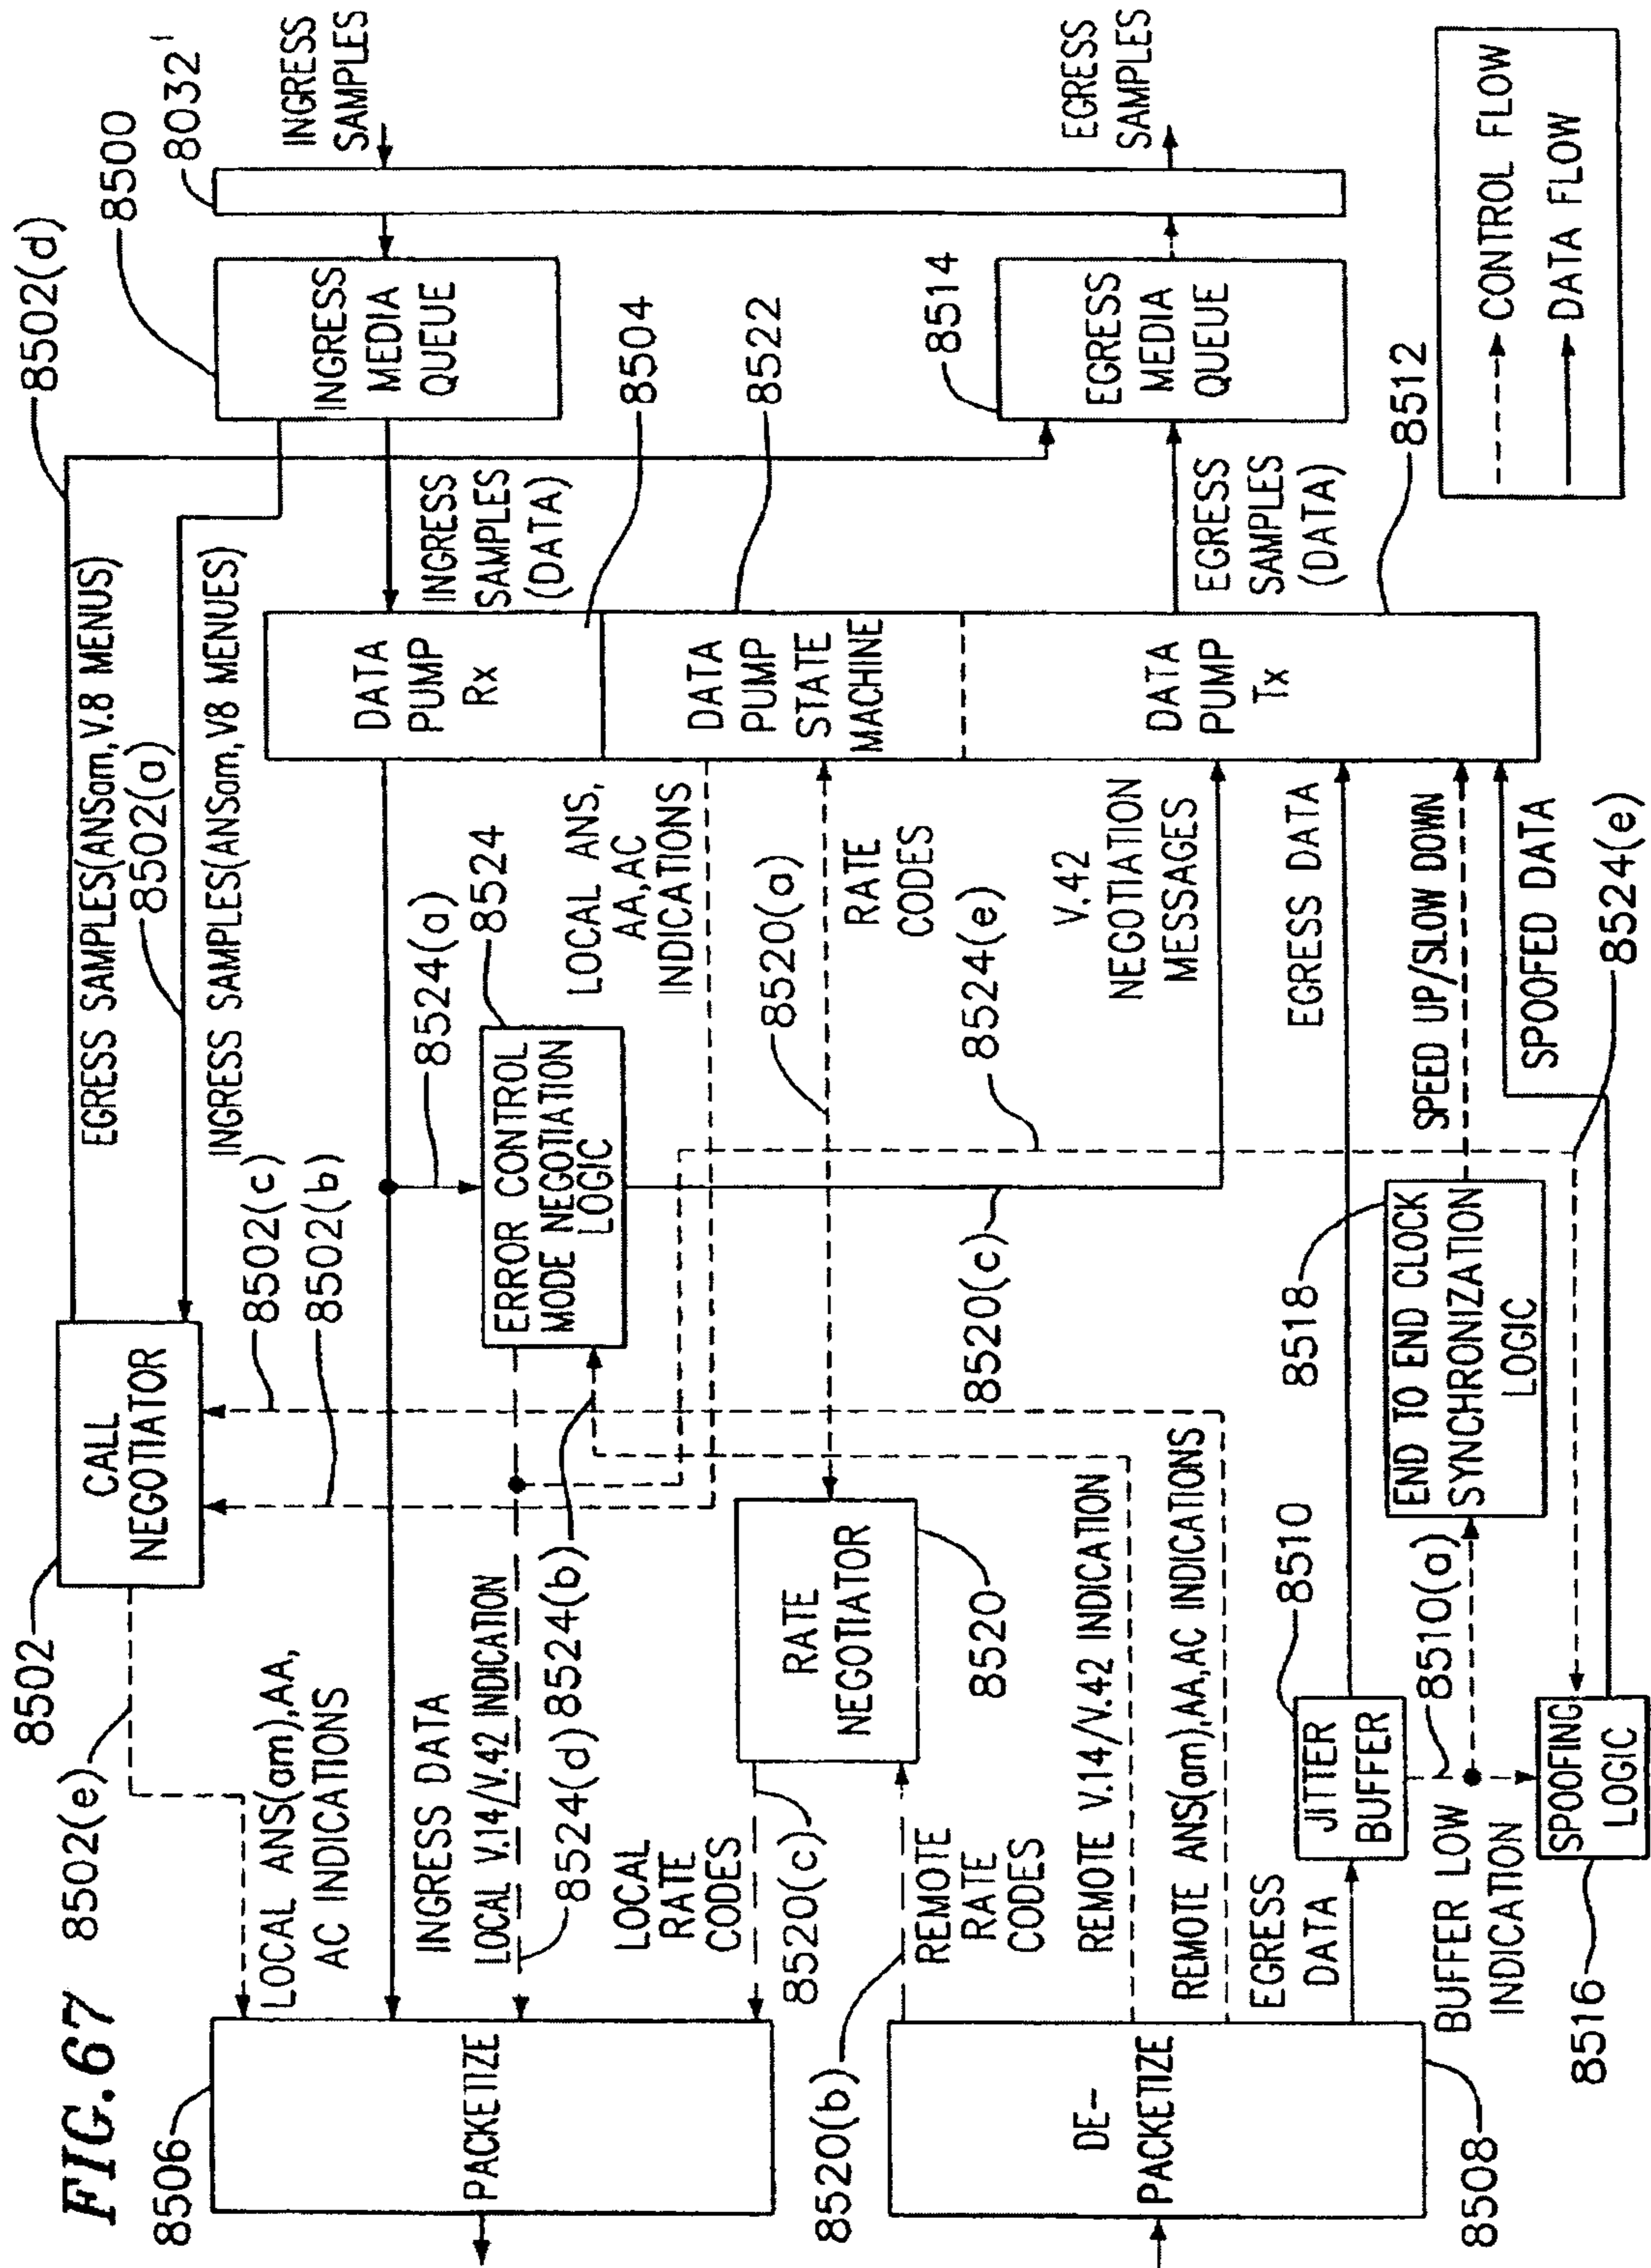 FIG. 67
8502(e)
8502
8502(d)
EGRESS SAMPLES(ANSam,V.8 MENUS)
8502(a)
INGRESS SAMPLES(ANSam,V8 MENUES)
8500
8032'
CALL
NEGOTIATOR
8502(c)
8502(b)
INGRESS
MEDIA
QUEUE
INGRESS
SAMPLES
8506
LOCAL ANS(am),AA,
AC INDICATIONS
PACKETIZE
INGRESS DATA
LOCAL V.14/V.42 INDICATION
8524(d)
8524(b)
ERROR CONTROL
MODE NEGOTIATION
LOGIC
8524(a)
8524
DATA
PUMP
Rx
INGRESS
SAMPLES
(DATA)
8504
LOCAL ANS,
AA,AC
INDICATIONS
DATA
PUMP
STATE
MACHINE
8522
LOCAL
RATE
CODES
8520(c)
RATE
NEGOTIATOR
8520
8520(a)
RATE
CODES
8524(e)
8520(b)
REMOTE
RATE
CODES
8520(c)
V.42
NEGOTIATION
MESSAGES
DATA
PUMP
Tx
EGRESS
SAMPLES
(DATA)
8514
EGRESS
MEDIA
QUEUE
EGRESS
SAMPLES
DE-
PACKETIZE
8508
REMOTE V.14/V.42 INDICATION
REMOTE ANS(am),AA,AC INDICATIONS
EGRESS
DATA
8510
JITTER
BUFFER
EGRESS DATA
8518
END TO END CLOCK
SYNCHRONIZATION
LOGIC
SPEED UP/SLOW DOWN
8512
8510(a)
BUFFER LOW
INDICATION
8516
SPOOFING
LOGIC
SPOOFED DATA
8524(e)
CONTROL FLOW
DATA FLOW